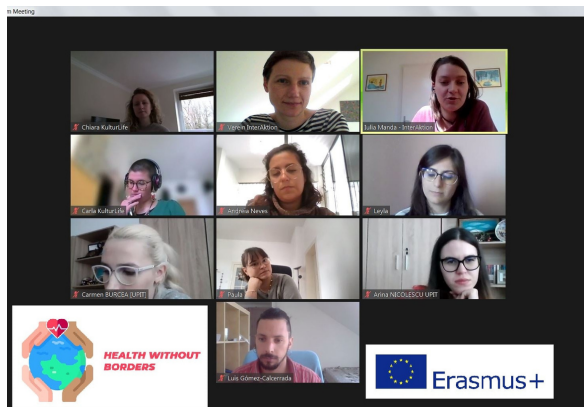 m Meeting
Chiara KulturLife
Verein InterAktion
Iulia Manda - InterAktion
Carla KulturLife
Andreia Neves
Leyla
Carmen BURCEA [UPIT]
Paula
Arina NICOLESCU UPIT
HEALTH WITHOUT
BORDERS
Luis Gómez-Calcerrada
Erasmus+